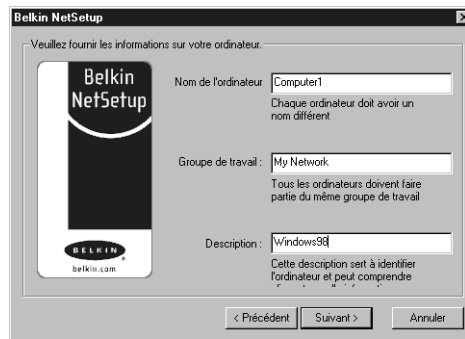 Belkin NetSetup
Veuillez fournir les informations sur votre ordinateur.
Belkin
NetSetup
BELKIN
belkin.com
Nom de l'ordinateur
Computer1
Chaque ordinateur doit avoir un
nom différent
Groupe de travail :
My Network
Tous les ordinateurs doivent faire
partie du même groupe de travail
Description :
Windows98
Cette description sert à identifier
l'ordinateur et peut comprendre
< Précédent
Suivant >
Annuler